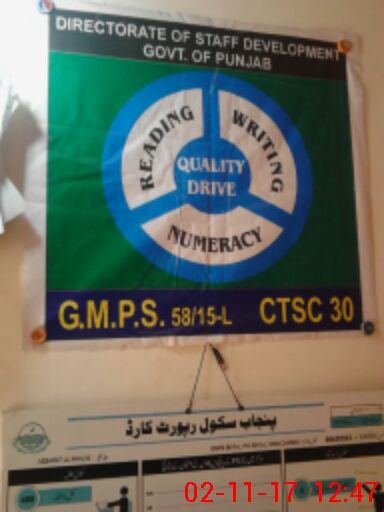 DIRECTORATE OF STAFF DEVELOPMENT
GOVT. OF PUNJAB
READING
WRITING
QUALITY
DRIVE
NUMERACY
G.M.P.S. 58/15-L CTSC 30
پنجاب سکول رپورٹ کارڈ
02-11-17 12:47